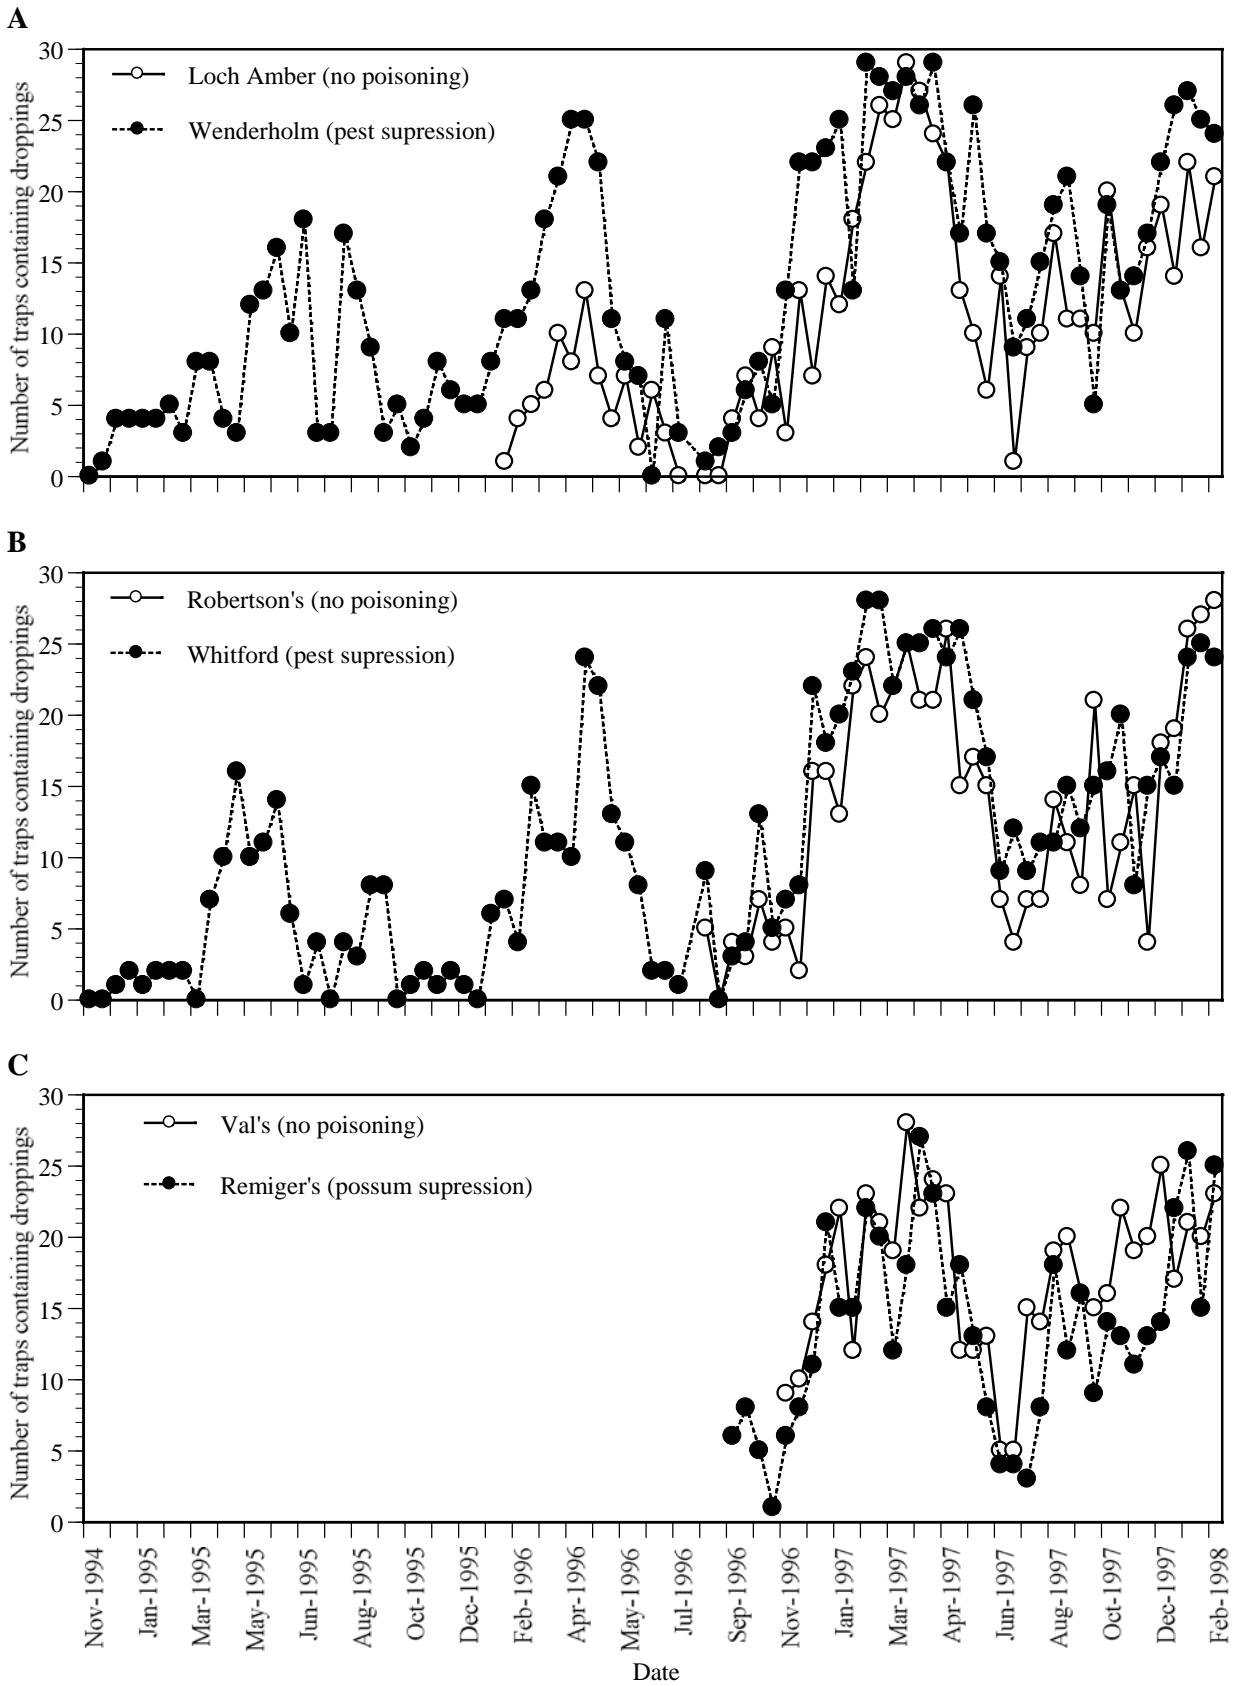 A
30
25
20
15
10
5
0
Number of traps containing droppings
Loch Amber (no poisoning)
Wenderholm (pest supression)
B
30
25
20
15
10
5
0
Number of traps containing droppings
Robertson's (no poisoning)
Whitford (pest supression)
C
30
25
20
15
10
5
0
Number of traps containing droppings
Val's (no poisoning)
Remiger's (possum supression)
Nov-1994
Jan-1995
Mar-1995
May-1995
Jun-1995
Aug-1995
Oct-1995
Dec-1995
Feb-1996
Apr-1996
May-1996
Jul-1996
Sep-1996
Nov-1996
Jan-1997
Mar-1997
Apr-1997
Jun-1997
Aug-1997
Oct-1997
Dec-1997
Feb-1998
Date